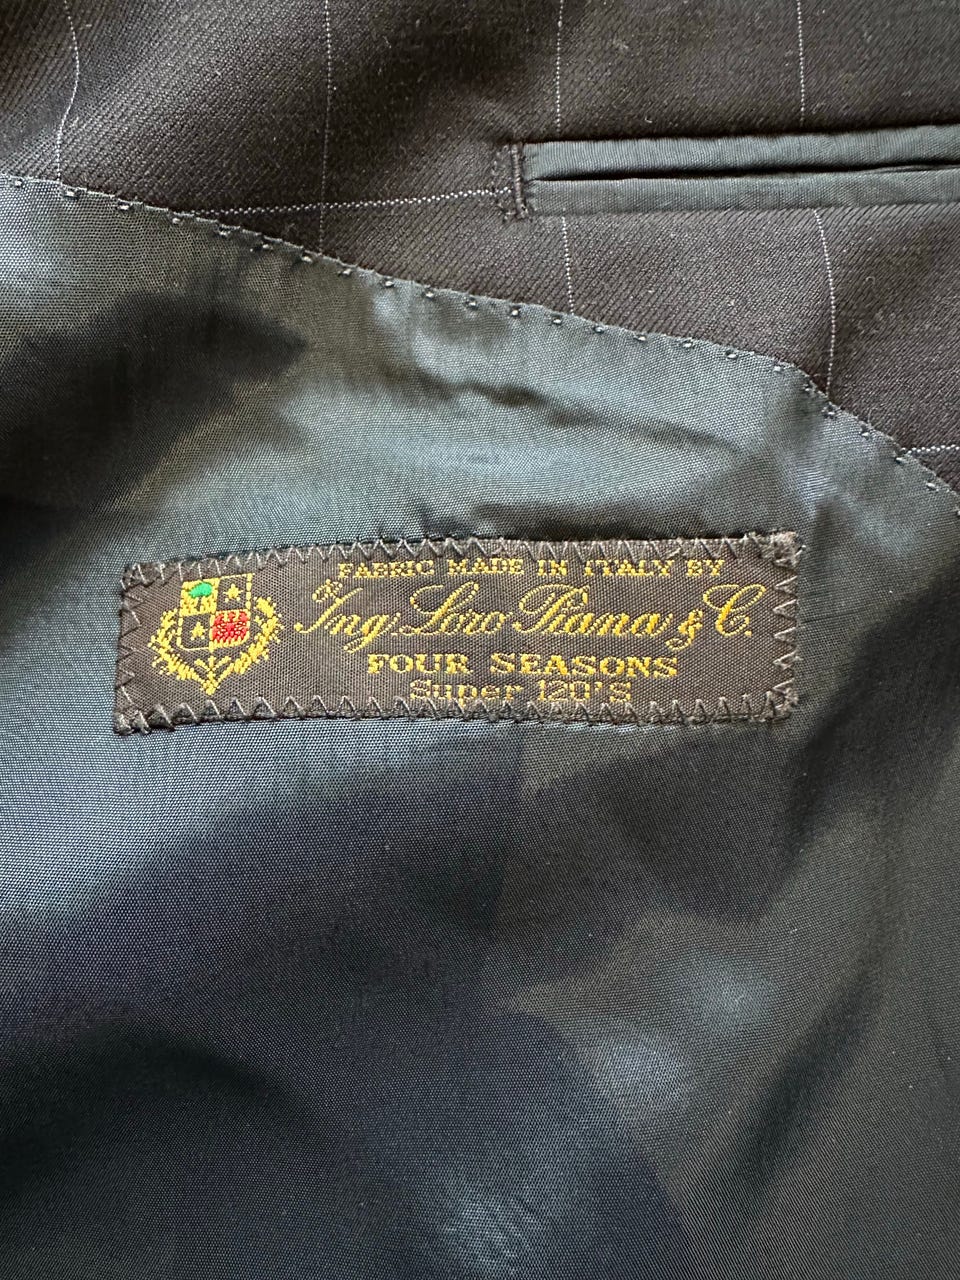 FABRIC MADE IN ITALY BY
Ing. Loro Piana & C.
FOUR SEASONS
Super 120'S